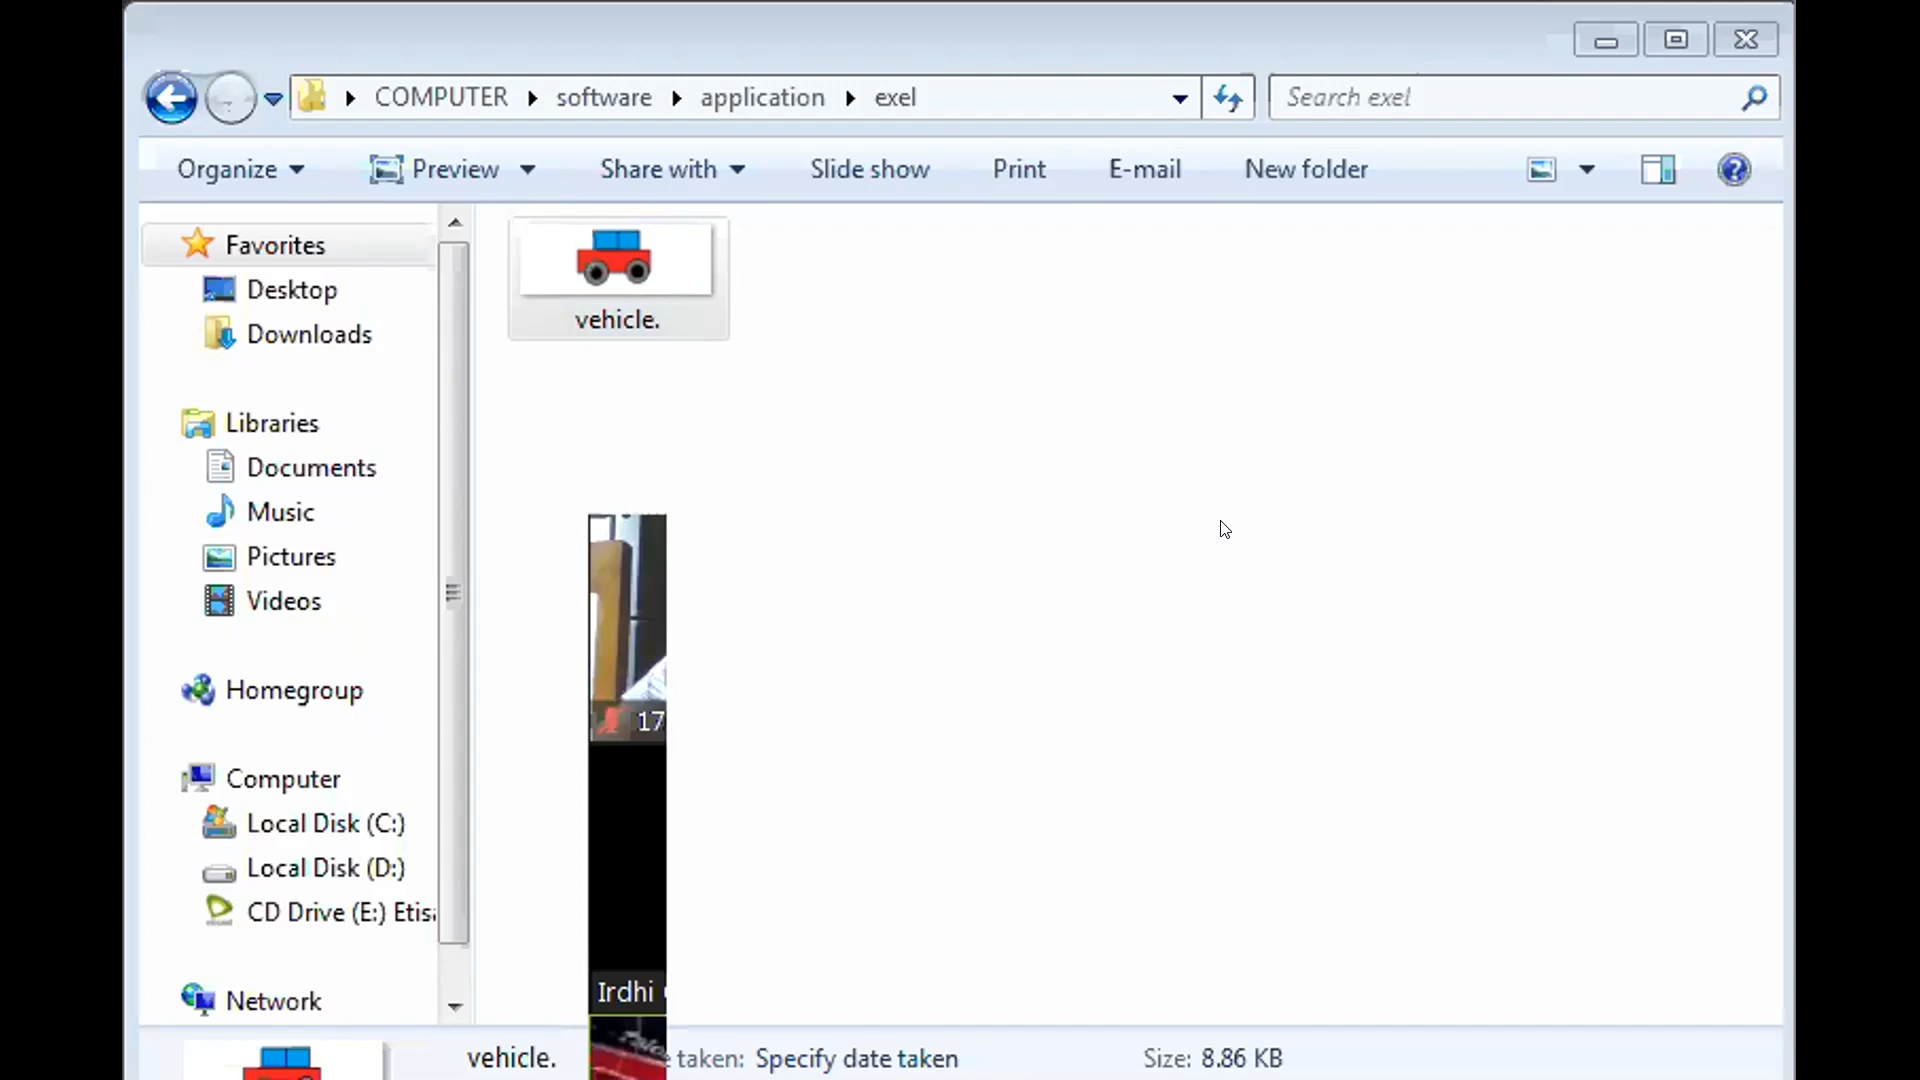 COMPUTER software application exel
Search exel
Organize Preview Share with Slide show Print E-mail New folder
Favorites
Desktop
Downloads
Libraries
Documents
Music
Pictures
Videos
Homegroup
Computer
Local Disk (C:)
Local Disk (D:)
CD Drive (E:)
Network
vehicle.
17
Irdhi
vehicle. taken: Specify date taken Size: 8.86 KB